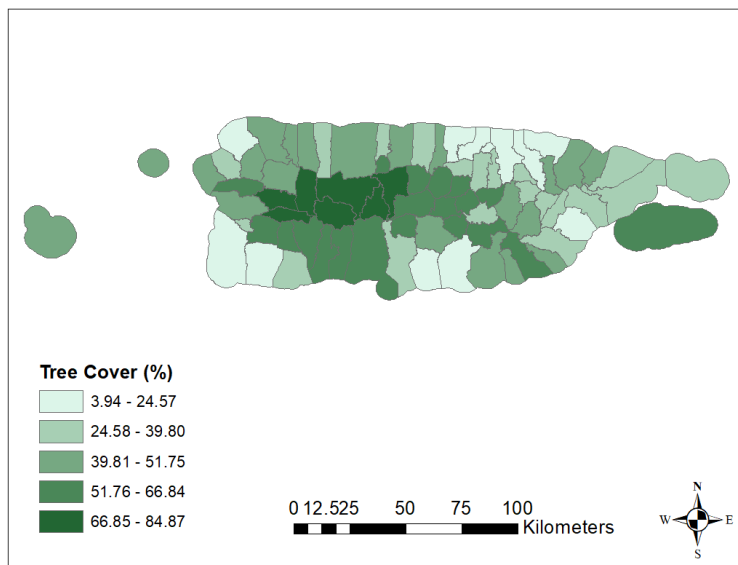 Tree Cover (%)
3.94 - 24.57
24.58 - 39.80
39.81 - 51.75
51.76 - 66.84
66.85 - 84.87
0 12.525 50 75 100
Kilometers
N
W E
S